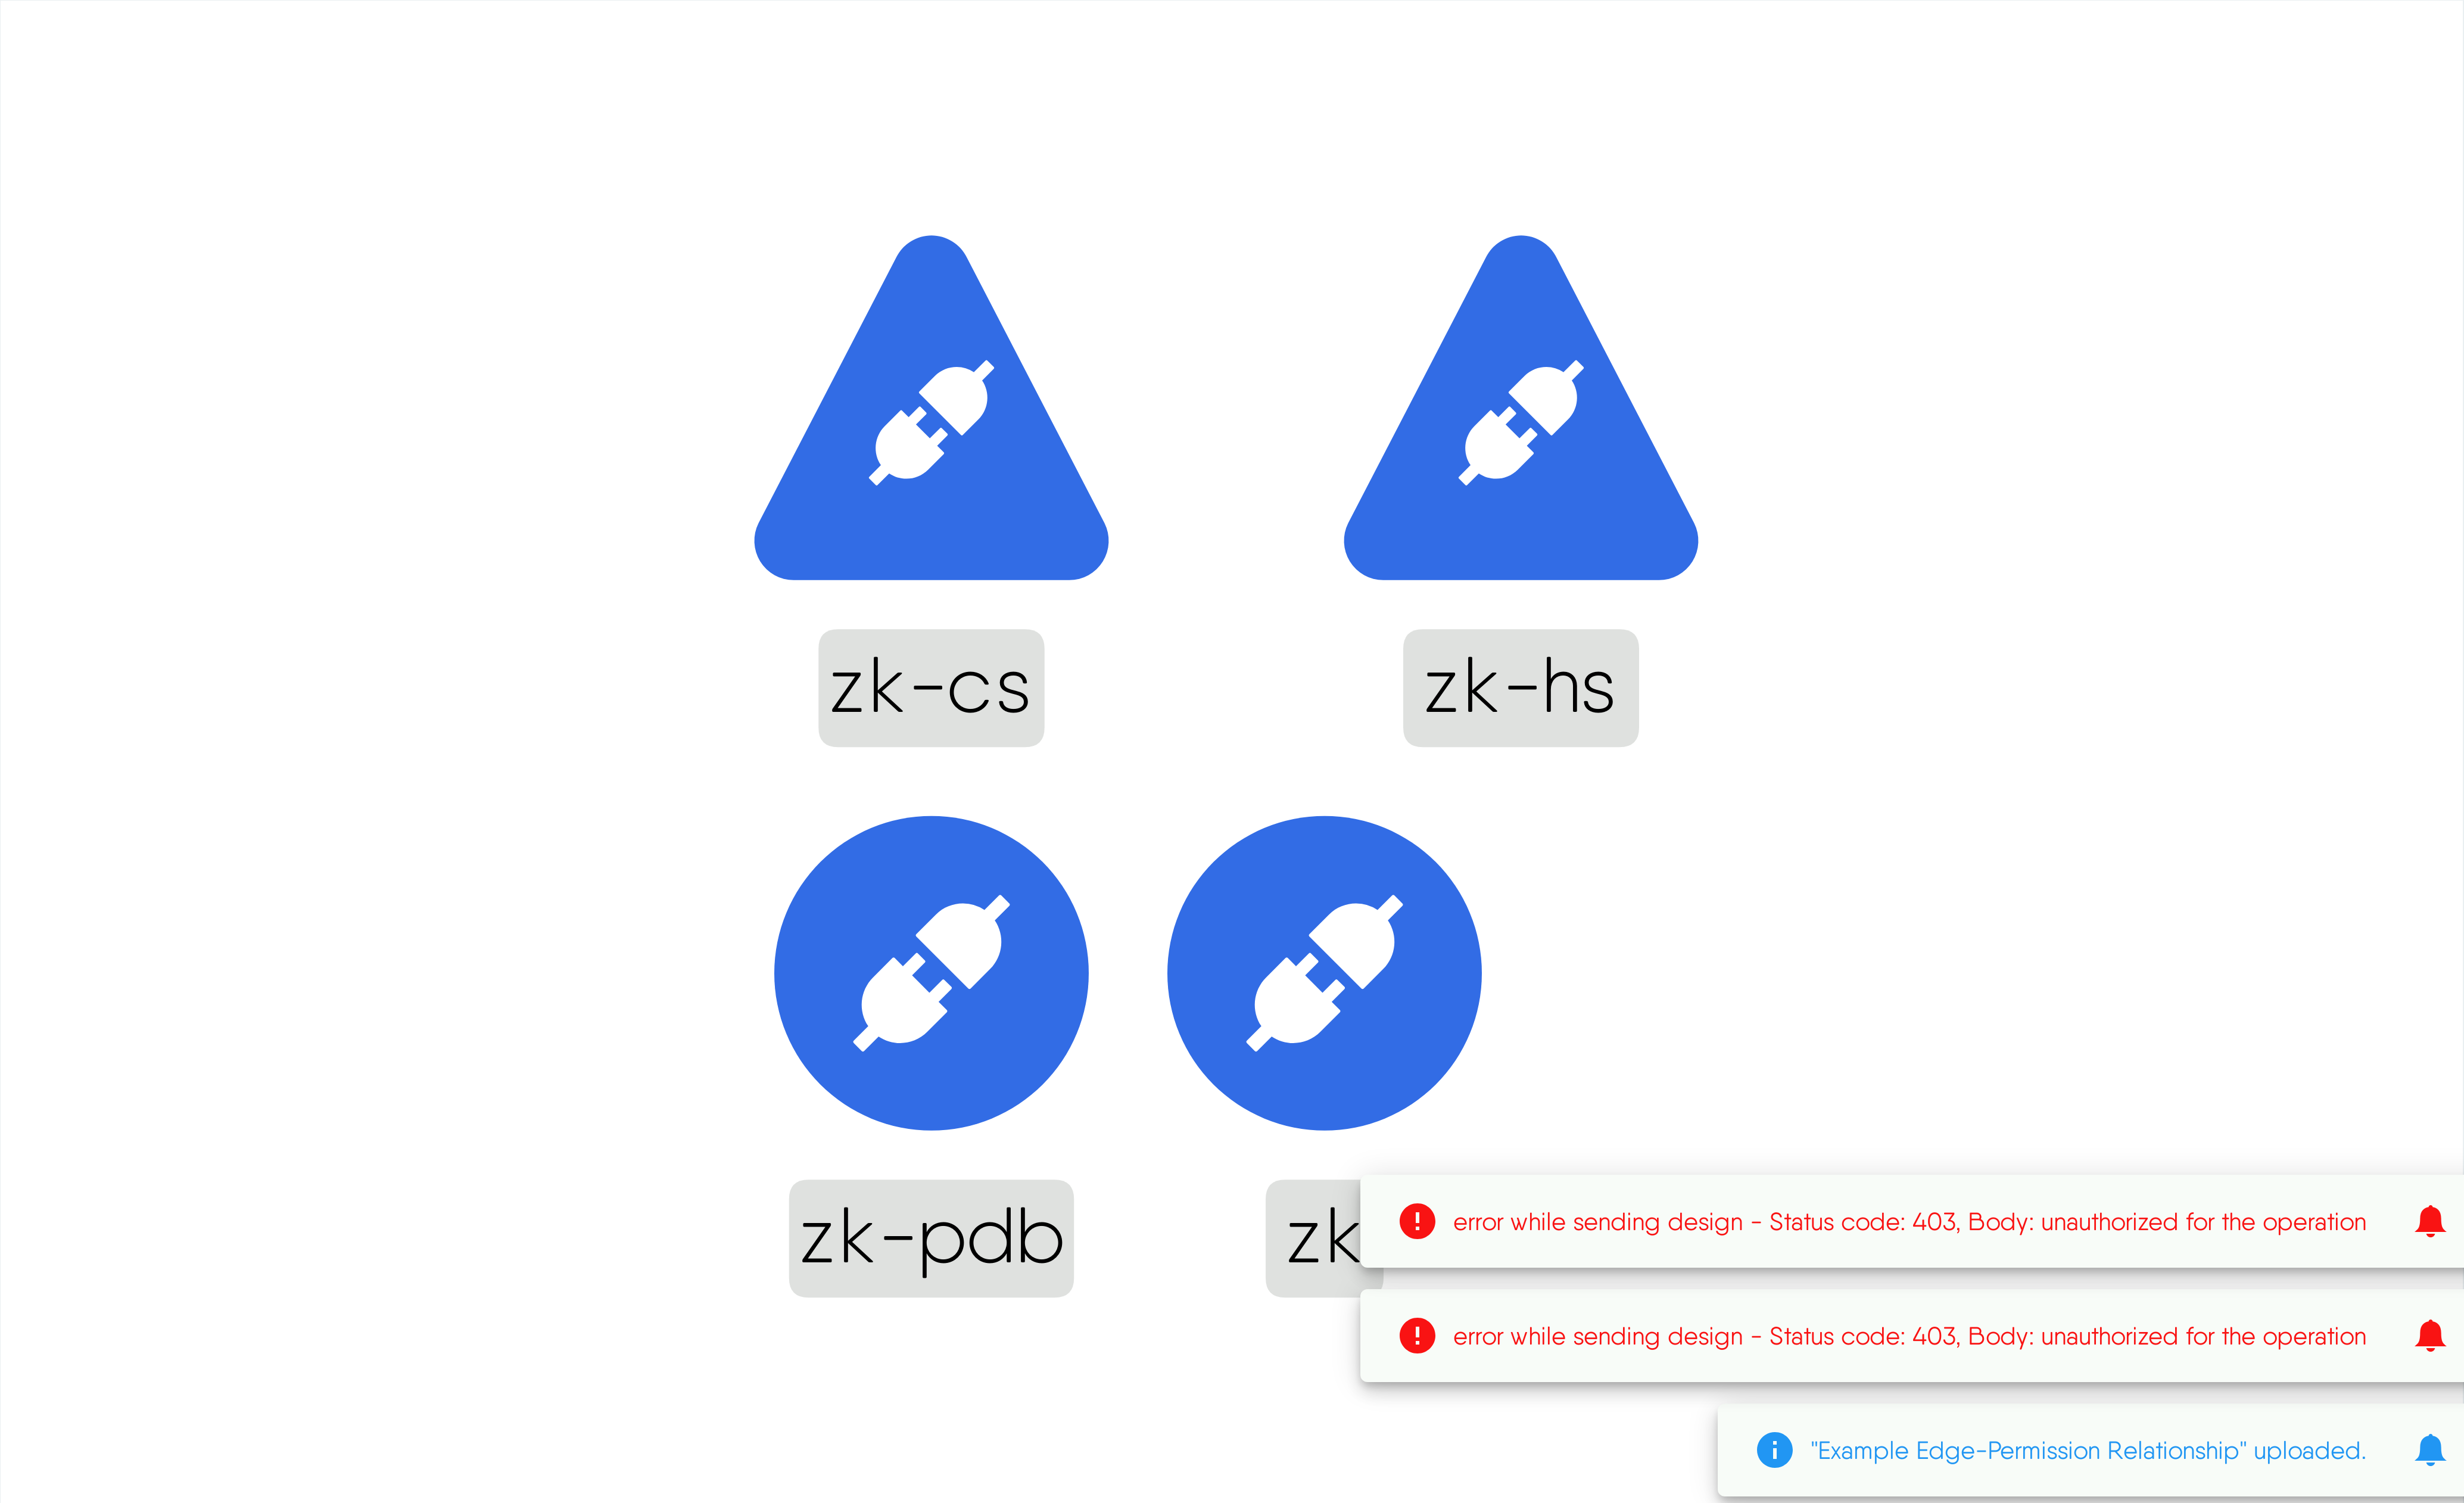 zk-cs
zk-hs
zk-pdb
zk
error while sending design - Status code: 403, Body: unauthorized for the operation
error while sending design - Status code: 403, Body: unauthorized for the operation
"Example Edge-Permission Relationship" uploaded.